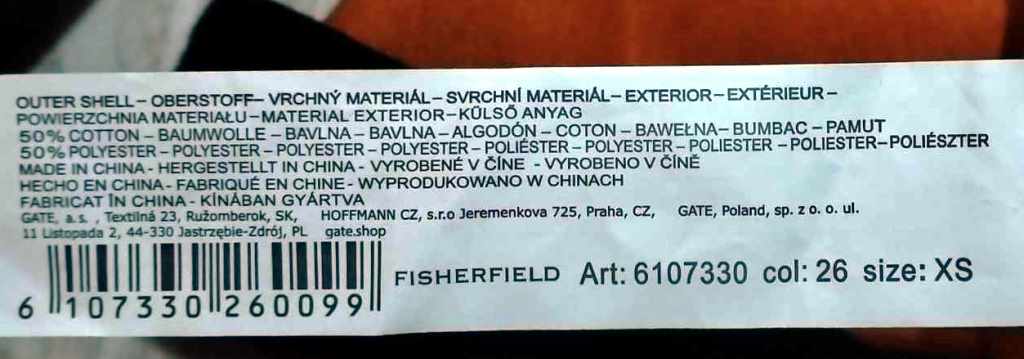 OUTER SHELL – OBERSTOFF– VRCHNÝ MATERIÁL – SVRCHNÍ MATERIÁL – EXTERIOR – EXTÉRIEUR –
POWIERZCHNIA MATERIAŁU – MATERIAL EXTERIOR – KÜLSŐ ANYAG
50% COTTON – BAUMWOLLE – BAVLNA – BAVLNA – ALGODÓN – COTON – BAWEŁNA– BUMBAC – PAMUT
50% POLYESTER – POLYESTER – POLYESTER – POLYESTER – POLIÉSTER – POLYESTER – POLIESTER – POLIESTER–POLIÉSZTER
MADE IN CHINA - HERGESTELLT IN CHINA - VYROBENÉ V ČÍNE - VYROBENO V ČÍNĚ
HECHO EN CHINA - FABRIQUÉ EN CHINE - WYPRODUKOWANO W CHINACH
FABRICAT ÎN CHINA - KÍNÁBAN GYÁRTVA
GATE, a.s. , Textilná 23, Ružomberok, SK, HOFFMANN CZ, s.r.o Jeremenkova 725, Praha, CZ, GATE, Poland, sp. z o. o. ul.
11 Listopada 2, 44-330 Jastrzębie-Zdrój, PL gate.shop
FISHERFIELD Art: 6107330 col: 26 size: XS
6 107330 260099